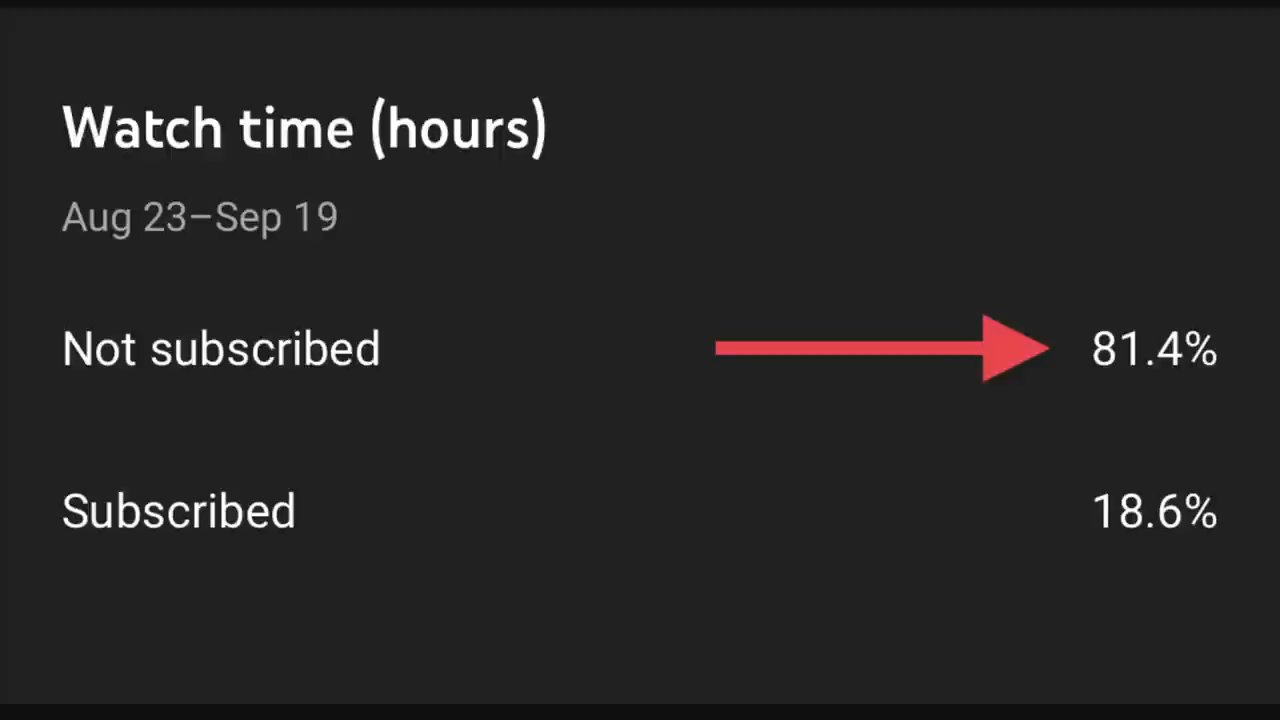 Watch time (hours)
Aug 23–Sep 19
Not subscribed 81.4%
Subscribed 18.6%